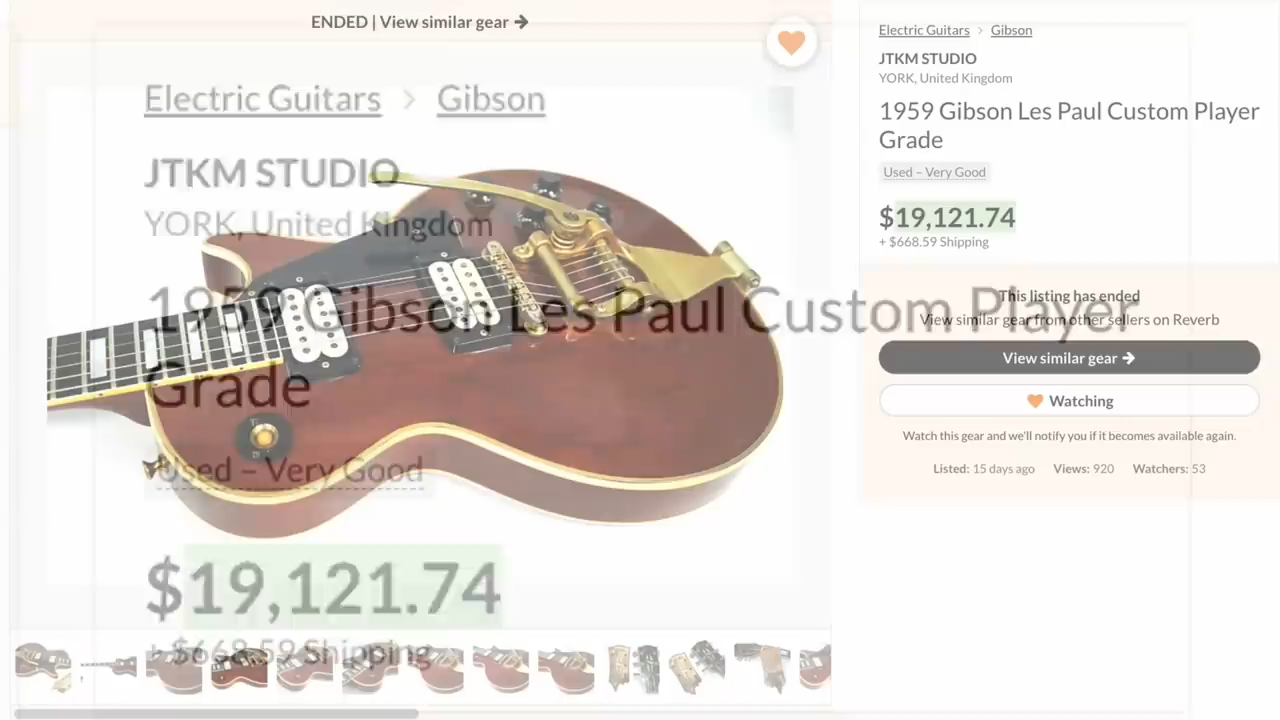 ENDED | View similar gear →
Electric Guitars > Gibson
JTKM STUDIO
YORK, United Kingdom
1959 Gibson Les Paul Custom Player
Grade
Used – Very Good
$19,121.74
+ $668.59 Shipping
Electric Guitars > Gibson
JTKM STUDIO
YORK, United Kingdom
1959 Gibson Les Paul Custom Player
Grade
Used – Very Good
$19,121.74
+ $668.59 Shipping
This listing has ended
View similar gear from other sellers on Reverb
View similar gear →
Watching
Watch this gear and we'll notify you if it becomes available again.
Listed: 15 days ago Views: 920 Watchers: 53